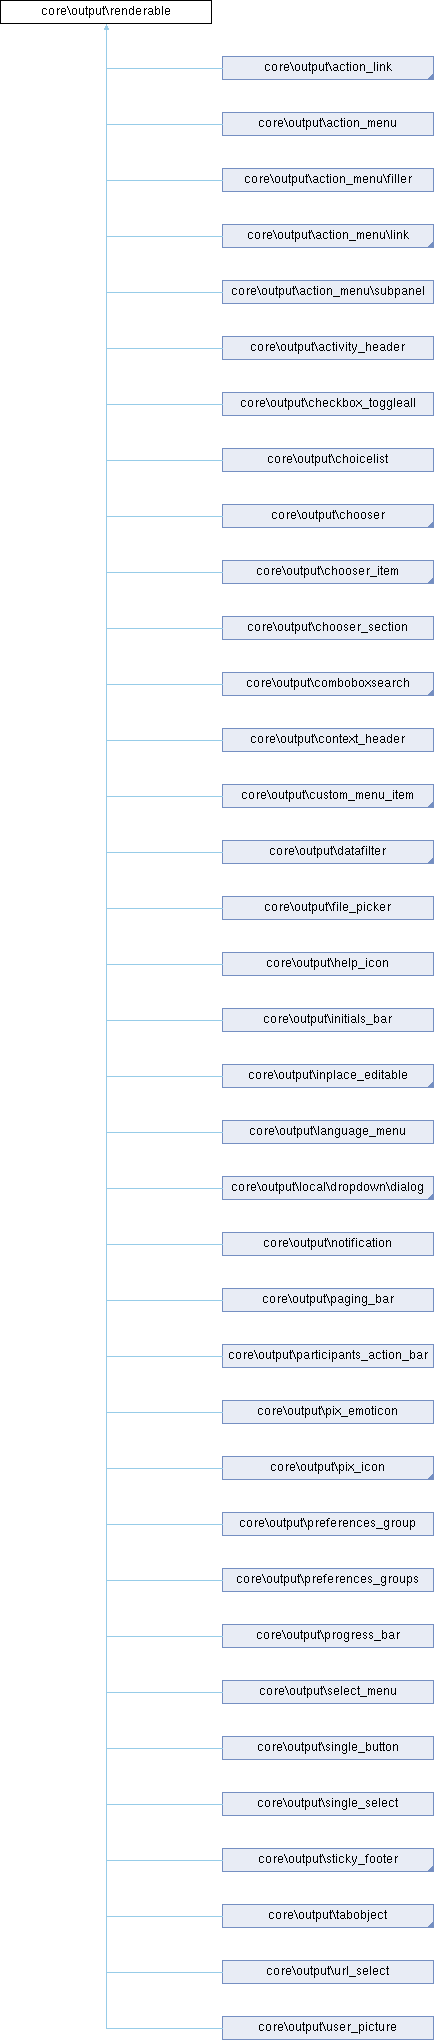 core\output\renderable
core\output\action_link
core\output\action_menu
core\output\action_menu\filler
core\output\action_menu\link
core\output\action_menu\subpanel
core\output\activity_header
core\output\checkbox_toggleall
core\output\choicelist
core\output\chooser
core\output\chooser_item
core\output\chooser_section
core\output\comboboxsearch
core\output\context_header
core\output\custom_menu_item
core\output\datafilter
core\output\file_picker
core\output\help_icon
core\output\initials_bar
core\output\inplace_editable
core\output\language_menu
core\output\local\dropdown\dialog
core\output\notification
core\output\paging_bar
core\output\participants_action_bar
core\output\pix_emoticon
core\output\pix_icon
core\output\preferences_group
core\output\preferences_groups
core\output\progress_bar
core\output\select_menu
core\output\single_button
core\output\single_select
core\output\sticky_footer
core\output\tabobject
core\output\url_select
core\output\user_picture